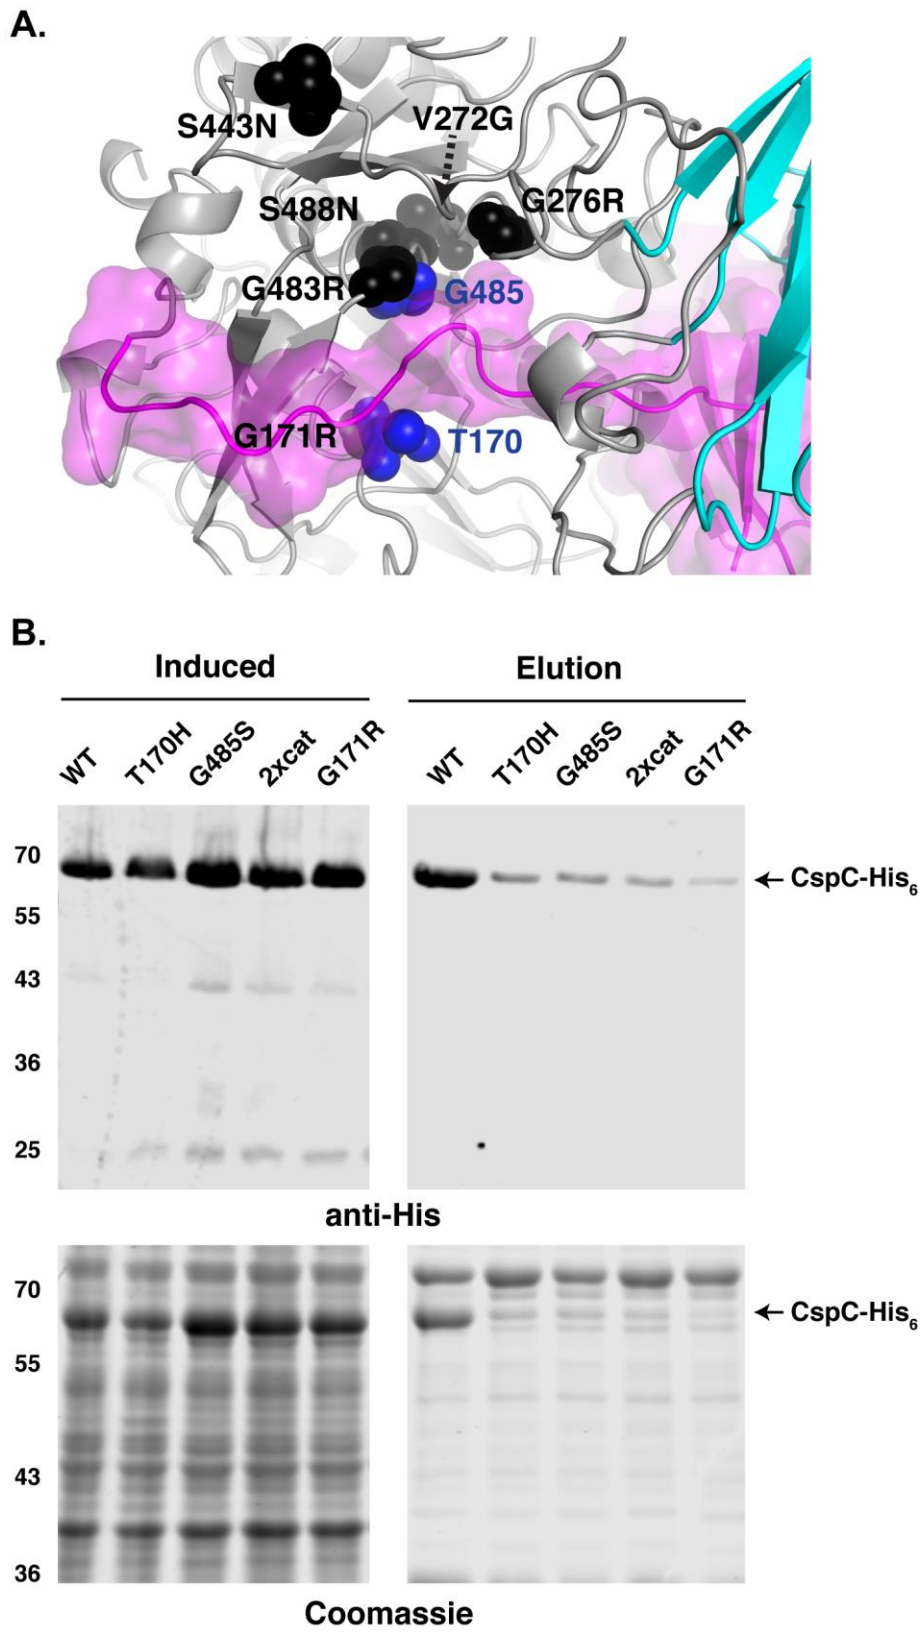 A.
S443N
V272G
S488N
G276R
G483R
G485
G171R
T170
B.
Induced
Elution
WT T170H G485S 2xcat G171R
WT T170H G485S 2xcat G171R
70
55
43
36
25
CspC-His6
anti-His
70
55
43
36
CspC-His6
Coomassie